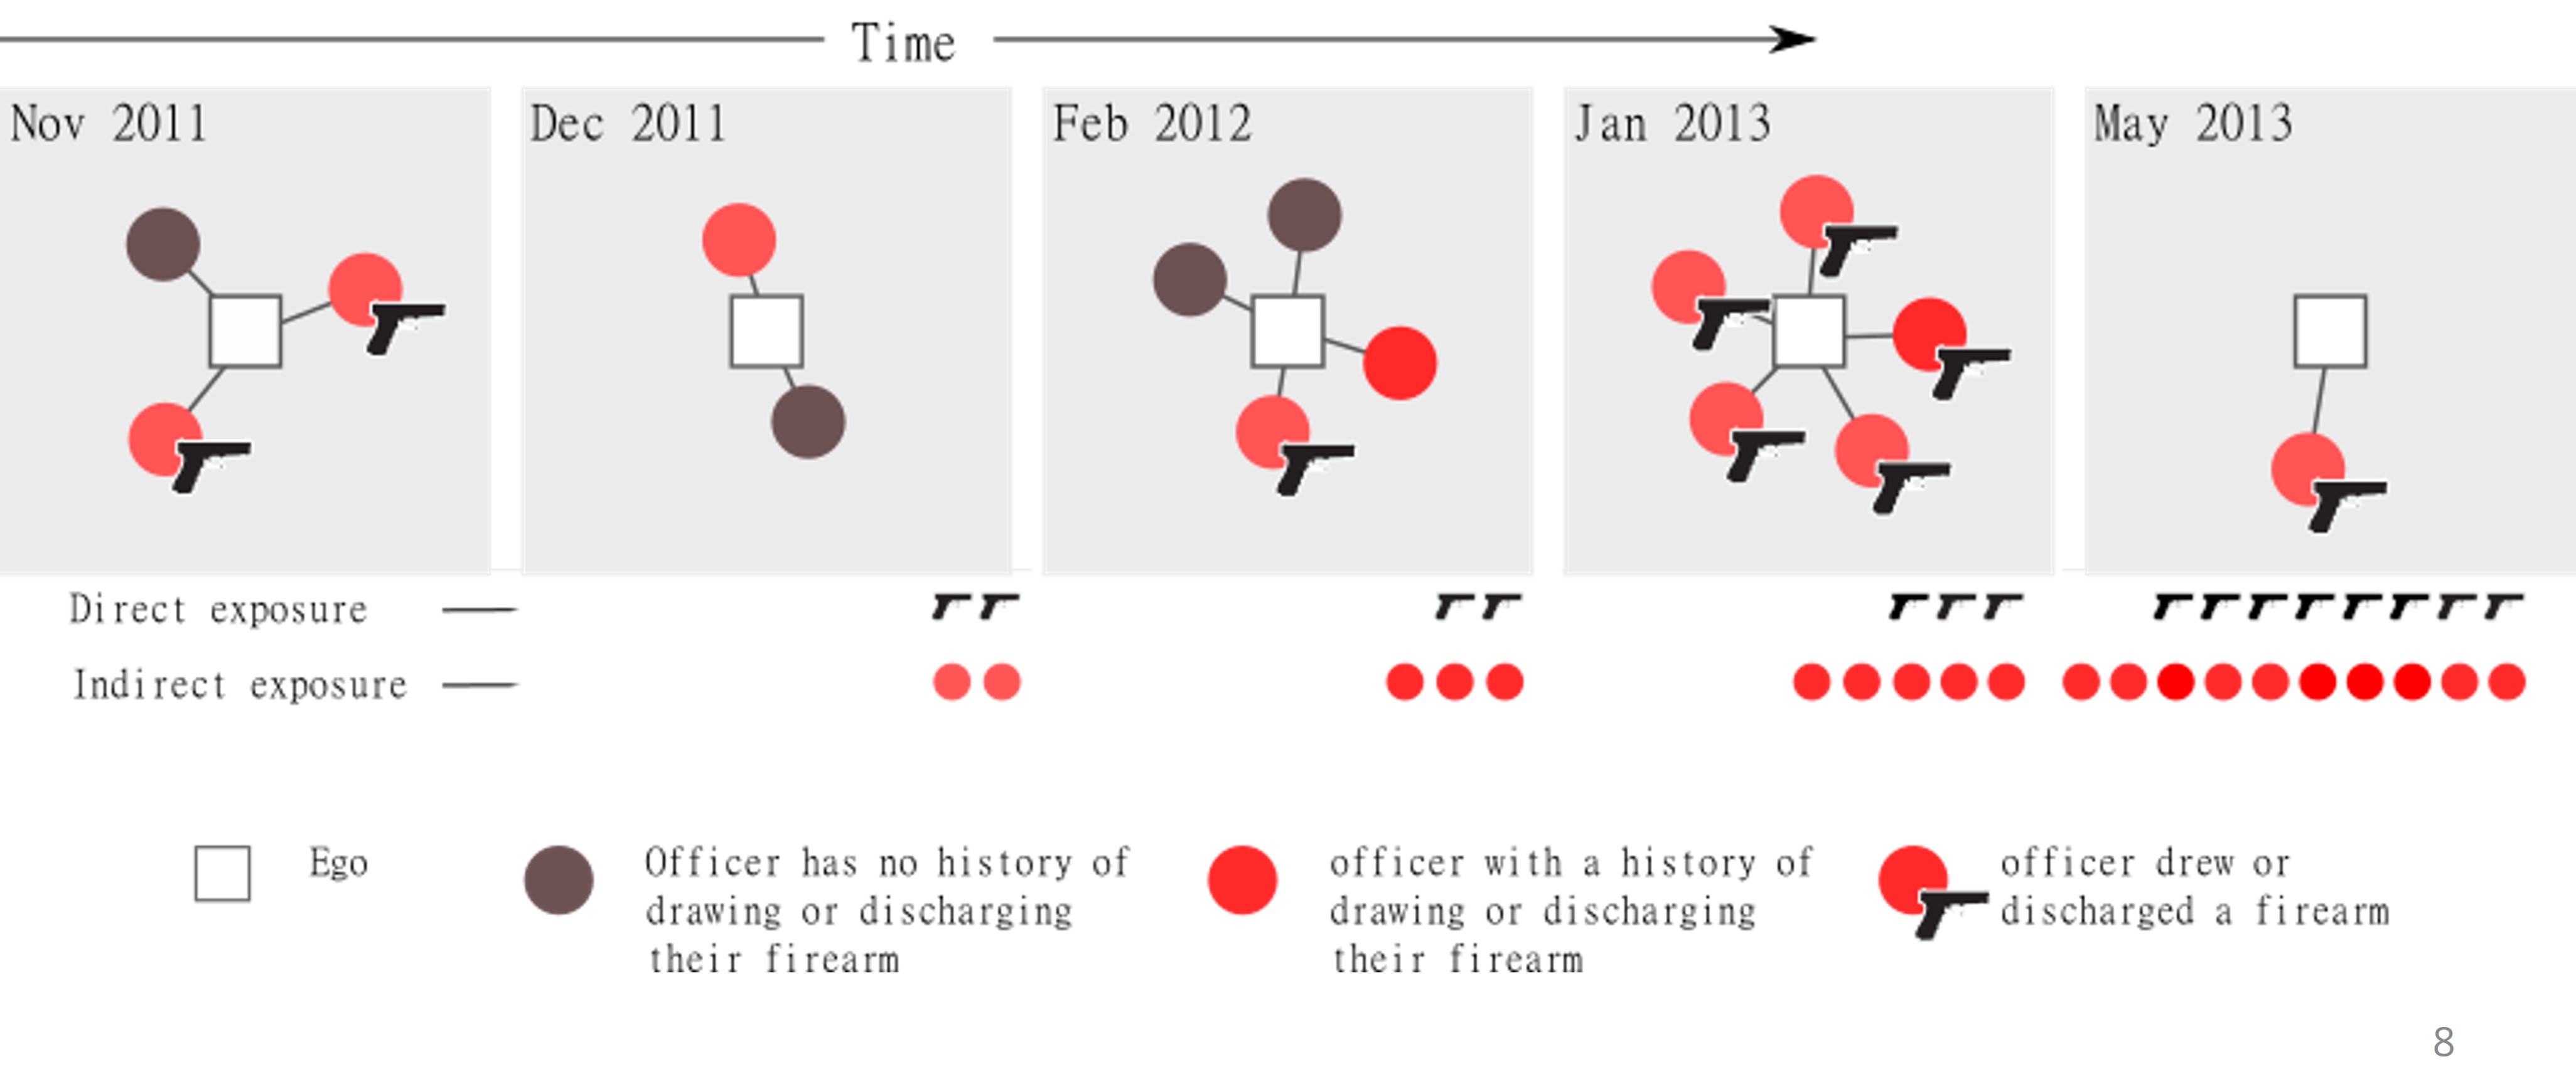 Time
Nov 2011
Dec 2011
Feb 2012
Jan 2013
May 2013
Direct exposure
Indirect exposure
Ego
Officer has no history of
drawing or discharging
their firearm
officer with a history of
drawing or discharging
their firearm
officer drew or
discharged a firearm
8